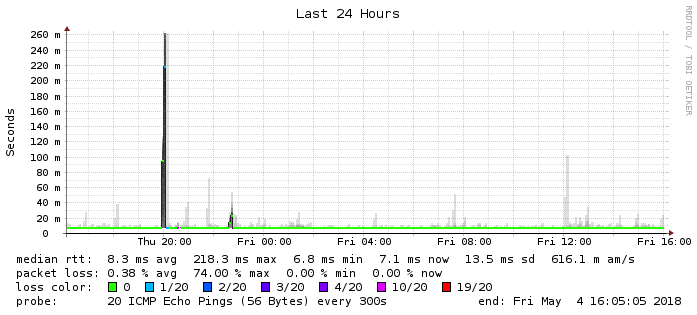 Last 24 Hours
RRDTOOL / TOBI OETIKER
Seconds
260 m
240 m
220 m
200 m
180 m
160 m
140 m
120 m
100 m
80 m
60 m
40 m
20 m
0
Thu 20:00 Fri 00:00 Fri 04:00 Fri 08:00 Fri 12:00 Fri 16:00
median rtt: 8.3 ms avg 218.3 ms max 6.8 ms min 7.1 ms now 13.5 ms sd 616.1 m am/s
packet loss: 0.38 % avg 74.00 % max 0.00 % min 0.00 % now
loss color: 0 1/20 2/20 3/20 4/20 10/20 19/20
probe: 20 ICMP Echo Pings (56 Bytes) every 300s end: Fri May 4 16:05:05 2018